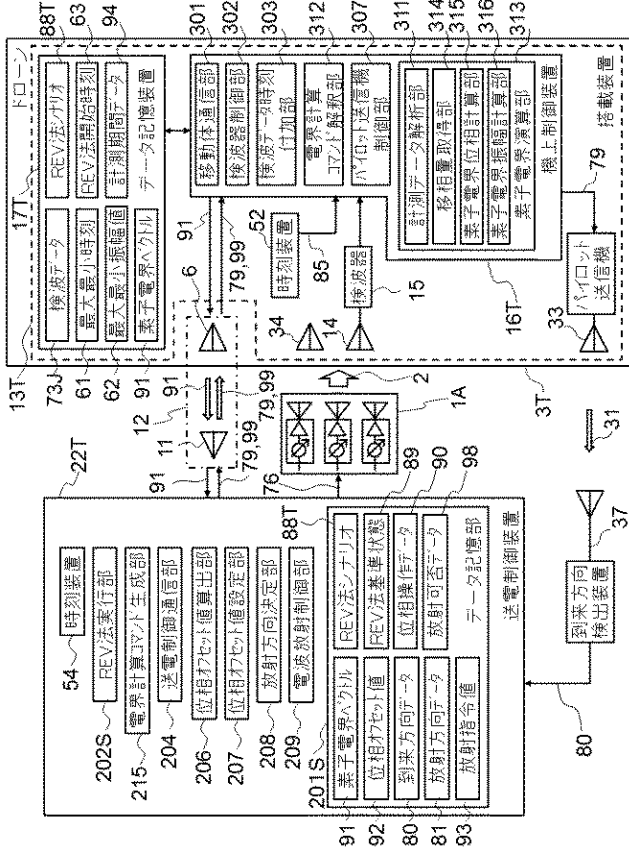 ドローン
搭載装置
13T
17T
データ記憶装置
検波データ
73J
最大最小時刻
61
最大最小振幅値
62
素子電界ベクトル
91
REV法シナリオ
88T
REV法開始時刻
63
計測期間データ
94
機上制御装置
16T
移動体通信部
301
検波器制御部
302
検波データ時刻付加部
303
電界計算コマンド解釈部
312
パイロット送信機制御部
307
計測データ解析部
311
移相量取得部
314
素子電界位相計算部
315
素子電界振幅計算部
316
素子電界演算部
313
91
79,99
時刻装置
52
85
検波器
15
14
34
6
パイロット送信機
33
79
3T
12
91
99
11
91
79,99
79
1A
2
76
31
22T
送電制御装置
時刻装置
54
REV法実行部
202S
電界計算コマンド生成部
215
送電制御通信部
204
位相オフセット値算出部
206
位相オフセット値設定部
207
放射方向決定部
208
電波放射制御部
209
データ記憶部
201S
素子電界ベクトル
91
位相オフセット値
92
到来方向データ
80
放射方向データ
81
放射指令値
93
REV法シナリオ
88T
REV法基準状態
89
位相操作データ
90
放射可否データ
98
到来方向検出装置
37
80